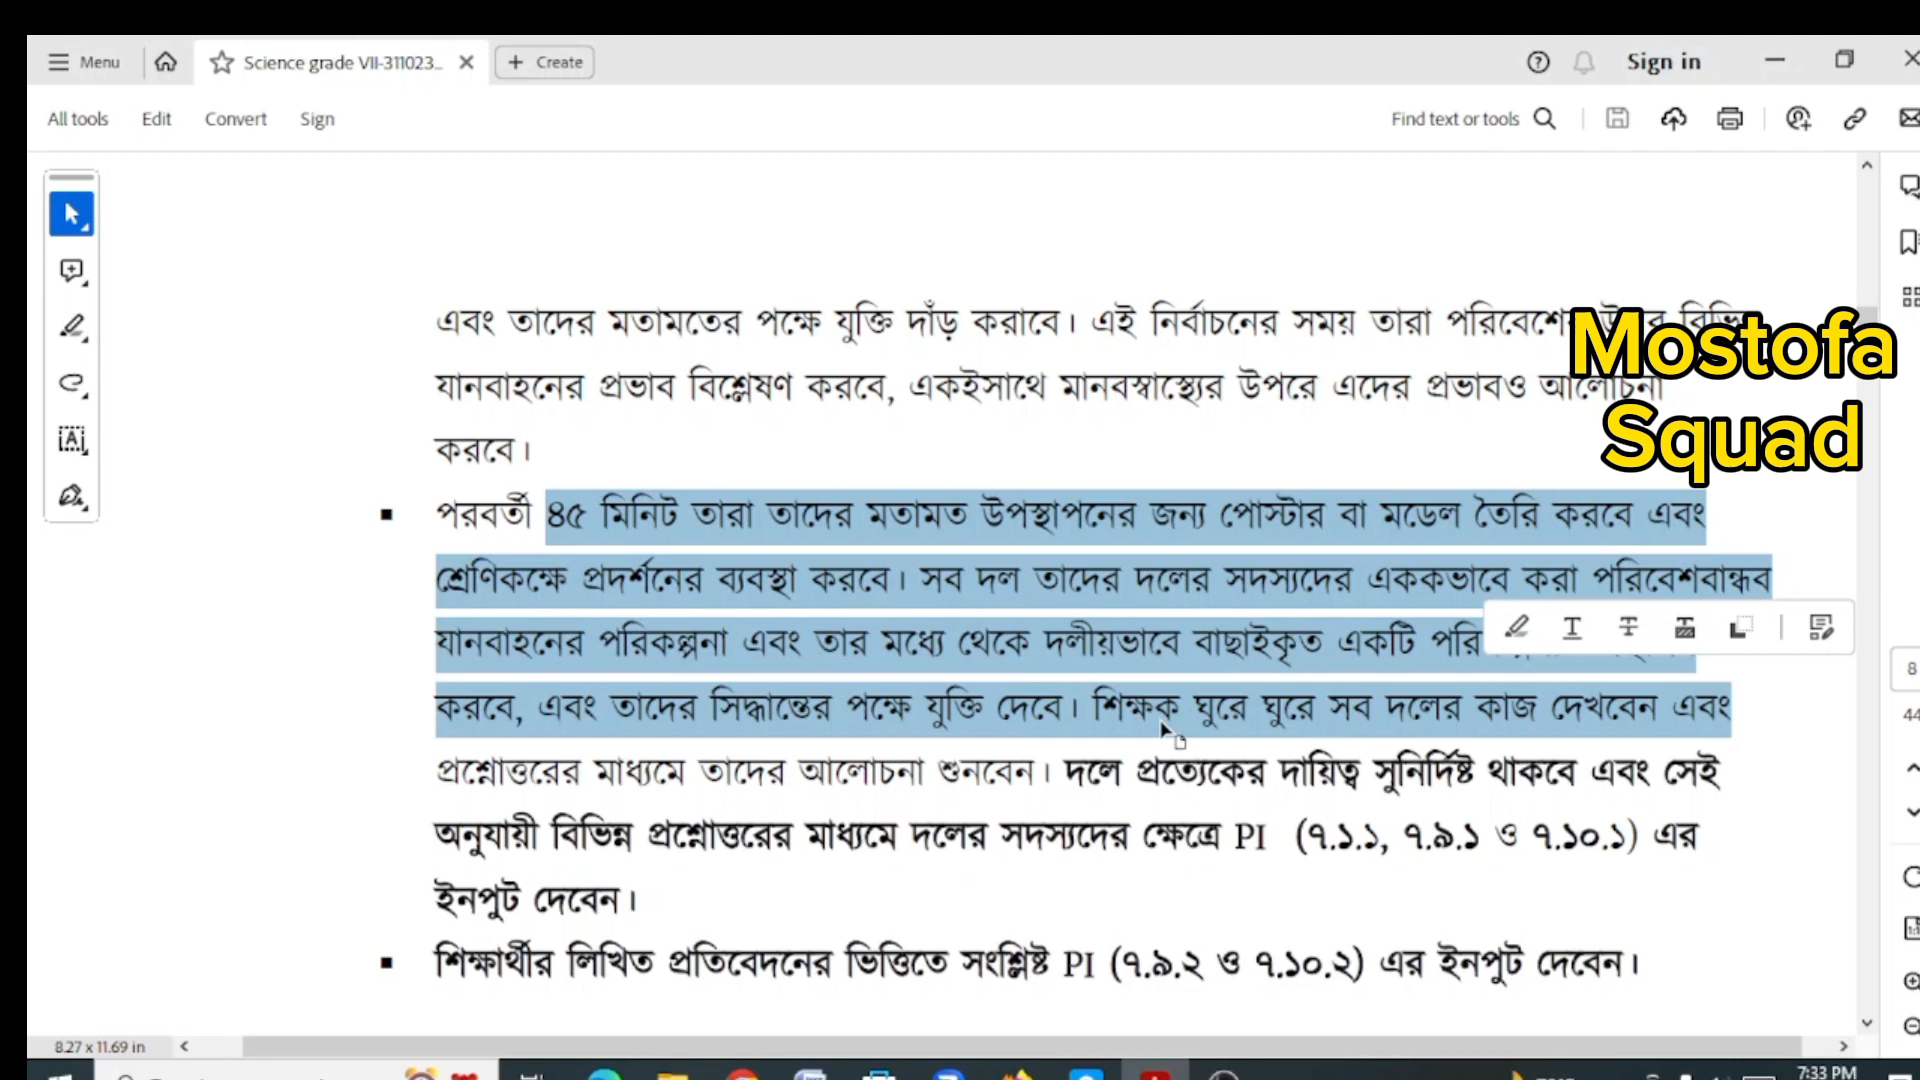 Menu
Science grade VII-311023...
Create
Sign in
All tools
Edit
Convert
Sign
Find text or tools
এবং তাদের মতামতের পক্ষে যুক্তি দাঁড় করাবে। এই নির্বাচনের সময় তারা
Mostofa
যানবাহনের প্রভাব বিশ্লেষণ করবে, একইসাথে মানবস্বাস্থ্যের উপরে এদের প্রভাবও আলোচনা
Squad
করবে।
▪ পরবর্তী ৪৫ মিনিট তারা তাদের মতামত উপস্থাপনের জন্য পোস্টার বা মডেল তৈরি করবে এবং
শ্রেণিকক্ষে প্রদর্শনের ব্যবস্থা করবে। সব দল তাদের দলের সদস্যদের এককভাবে করা পরিবেশবান্ধব
যানবাহনের পরিকল্পনা এবং তার মধ্যে থেকে দলীয়ভাবে বাছাইকৃত একটি
করবে, এবং তাদের সিদ্ধান্তের পক্ষে যুক্তি দেবে। শিক্ষক ঘুরে ঘুরে সব দলের কাজ দেখবেন এবং
প্রশ্নোত্তরের মাধ্যমে তাদের আলোচনা শুনবেন। দলে প্রত্যেকের দায়িত্ব সুনির্দিষ্ট থাকবে এবং সেই
অনুযায়ী বিভিন্ন প্রশ্নোত্তরের মাধ্যমে দলের সদস্যদের ক্ষেত্রে PI (৭.১.১, ৭.৯.১ ও ৭.১০.১) এর
ইনপুট দেবেন।
▪ শিক্ষার্থীর লিখিত প্রতিবেদনের ভিত্তিতে সংশ্লিষ্ট PI (৭.৯.২ ও ৭.১০.২) এর ইনপুট দেবেন।
8
44
8.27 x 11.69 in
7:33 PM